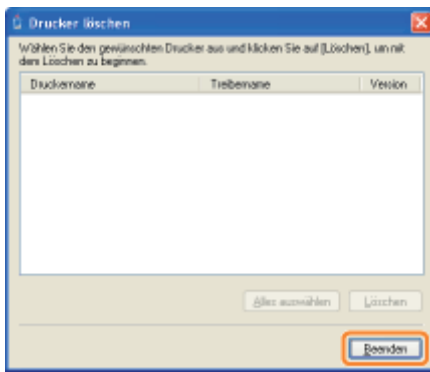 Drucker löschen
Wählen Sie den gewünschten Drucker aus und klicken Sie auf [Löschen], um mit
dem Löschen zu beginnen.
Druckername Treibername Version
Alles auswählen Löschen
Beenden